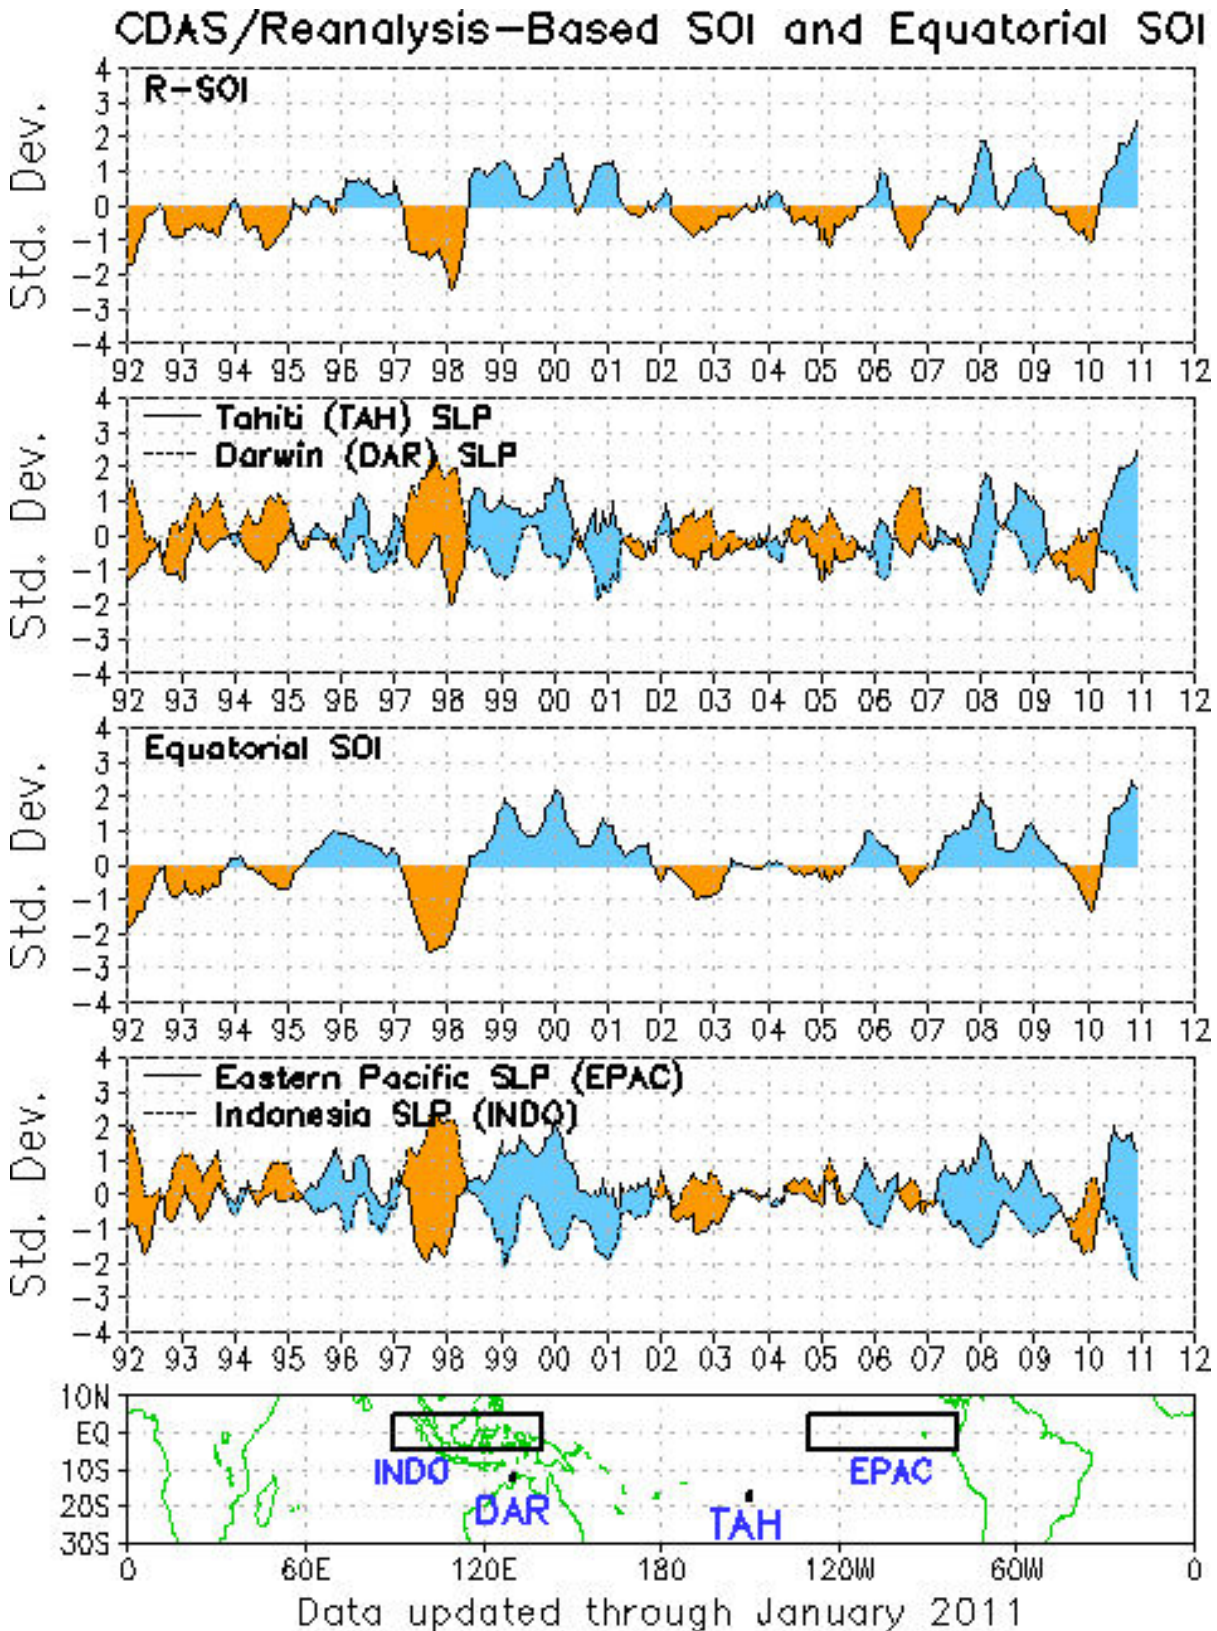 CDAS/Reanalysis-Based SOI and Equatorial SOI
4
R-SOI
3
2
1
0
-1
-2
-3
-4
Std. Dev.
92 93 94 95 96 97 98 99 00 01 02 03 04 05 06 07 08 09 10 11 12
4
Tahiti (TAH) SLP
3
Darwin (DAR) SLP
2
1
0
-1
-2
-3
-4
Std. Dev.
92 93 94 95 96 97 98 99 00 01 02 03 04 05 06 07 08 09 10 11 12
4
Equatorial SOI
3
2
1
0
-1
-2
-3
-4
Std. Dev.
92 93 94 95 96 97 98 99 00 01 02 03 04 05 06 07 08 09 10 11 12
4
Eastern Pacific SLP (EPAC)
3
Indonesia SLP (INDO)
2
1
0
-1
-2
-3
-4
Std. Dev.
92 93 94 95 96 97 98 99 00 01 02 03 04 05 06 07 08 09 10 11 12
10N
EQ
10S
20S
30S
INDO
EPAC
DAR
TAH
0 60E 120E 180 120W 60W 0
Data updated through January 2011